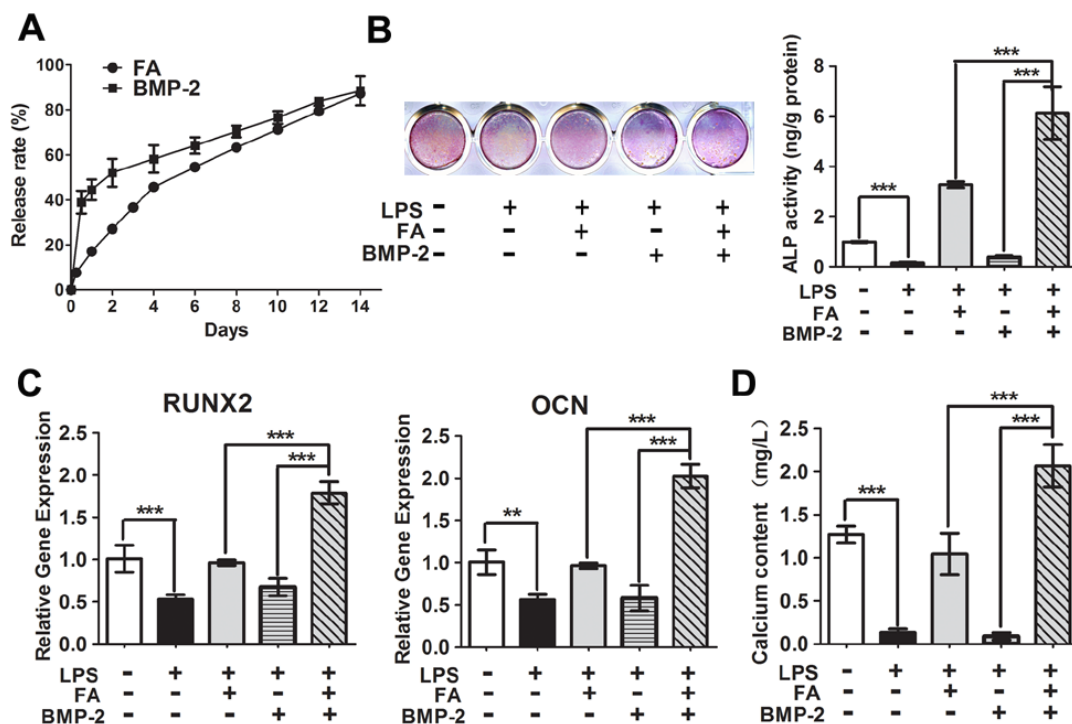 A
FA
BMP-2
Release rate (%)
100
80
60
40
20
0
0 2 4 6 8 10 12 14
Days
B
LPS - + + + +
FA - - + - +
BMP-2 - - - + +
ALP activity (ng/g protein)
8
6
4
2
0
***
***
***
LPS - + + + +
FA - - + - +
BMP-2 - - - + +
C
RUNX2
Relative Gene Expression
2.5
2.0
1.5
1.0
0.5
0.0
***
***
***
LPS - + + + +
FA - - + - +
BMP-2 - - - + +
OCN
Relative Gene Expression
2.5
2.0
1.5
1.0
0.5
0.0
**
***
***
LPS - + + + +
FA - - + - +
BMP-2 - - - + +
D
Calcium content (mg/L)
2.5
2.0
1.5
1.0
0.5
0.0
***
***
***
LPS - + + + +
FA - - + - +
BMP-2 - - - + +